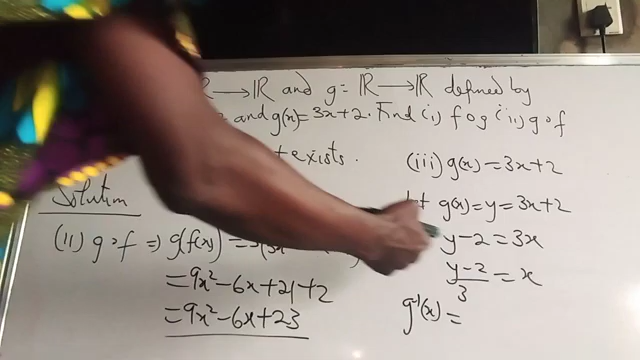 ℝ → ℝ and g = ℝ → ℝ defined by
and g(x) = 3x + 2. Find (i) f o g (ii) g o f
exists.
(iii) g(x) = 3x + 2
Solution
g(x) = y = 3x + 2
(ii) g o f ⇒ g(f(x)) =
y - 2 = 3x
= 9x² - 6x + 21 + 2
(y - 2)/3 = x
= 9x² - 6x + 23
g⁻¹(x) =